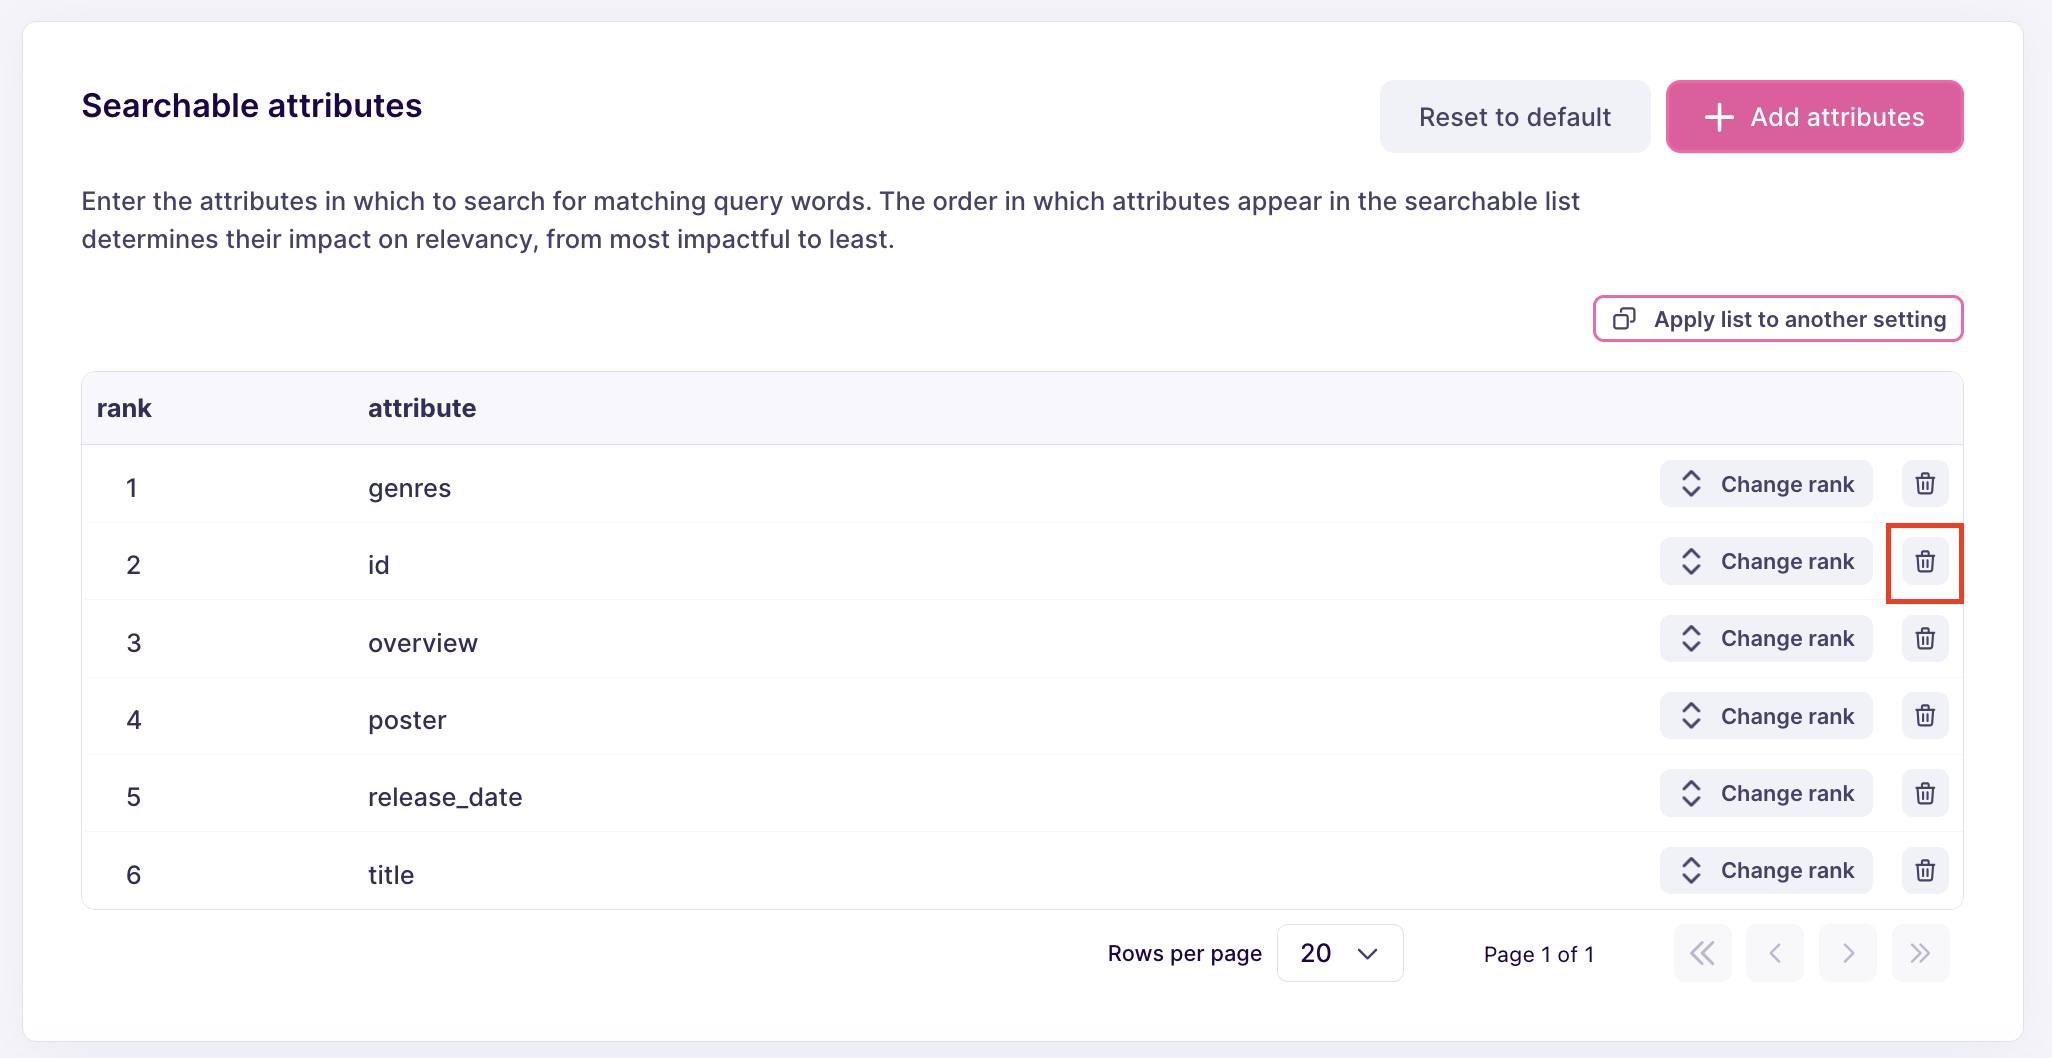 Searchable attributes
Reset to default
Add attributes
Enter the attributes in which to search for matching query words. The order in which attributes appear in the searchable list
determines their impact on relevancy, from most impactful to least.
Apply list to another setting
rank attribute
1 genres Change rank
2 id Change rank
3 overview Change rank
4 poster Change rank
5 release_date Change rank
6 title Change rank
Rows per page 20 Page 1 of 1